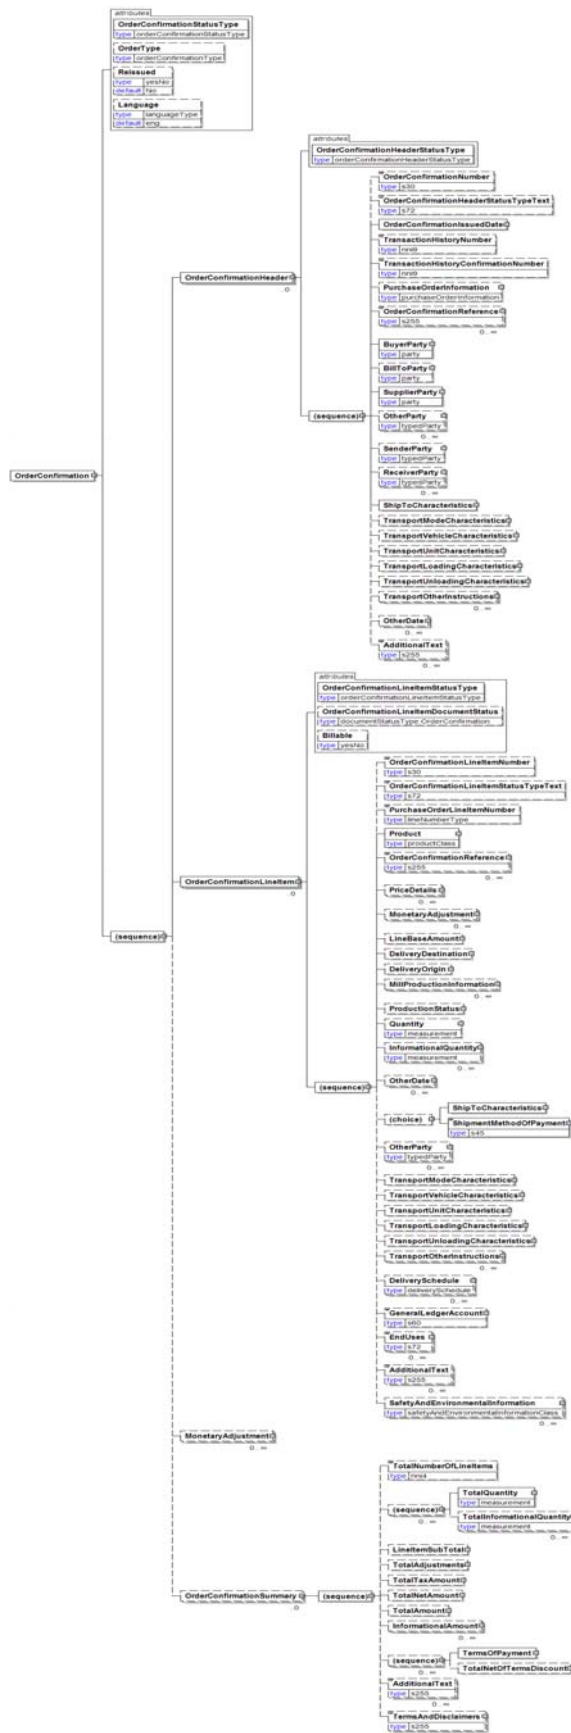 attributes
OrderConfirmationStatusType
type orderConfirmationStatusType
OrderType
type orderConfirmationType
Reissued
type yesNo
default No
Language
type languageType
default eng
attributes
OrderConfirmationHeaderStatusType
type orderConfirmationHeaderStatusType
OrderConfirmationNumber
type s30
OrderConfirmationHeaderStatusTypeText
type s72
OrderConfirmationIssuedDate
TransactionHistoryNumber
type nni9
TransactionHistoryConfirmationNumber
type nni9
OrderConfirmationHeader
PurchaseOrderInformation
type purchaseOrderInformation
OrderConfirmationReference
type s255
0..∞
BuyerParty
type party
BillToParty
type party
SupplierParty
type party
(sequence)
OtherParty
type typedParty
0..∞
SenderParty
type typedParty
ReceiverParty
type typedParty
0..∞
OrderConfirmation
ShipToCharacteristics
TransportModeCharacteristics
TransportVehicleCharacteristics
TransportUnitCharacteristics
TransportLoadingCharacteristics
TransportUnloadingCharacteristics
TransportOtherInstructions
0..∞
OtherDate
0..∞
AdditionalText
type s255
0..∞
attributes
OrderConfirmationLineItemStatusType
type orderConfirmationLineItemStatusType
OrderConfirmationLineItemDocumentStatus
type documentStatusType-OrderConfirmation
Billable
type yesNo
OrderConfirmationLineItemNumber
type s30
OrderConfirmationLineItemStatusTypeText
type s72
PurchaseOrderLineItemNumber
type lineNumberType
Product
type productClass
OrderConfirmationReference
type s255
0..∞
OrderConfirmationLineItem
PriceDetails
0..∞
MonetaryAdjustment
0..∞
(sequence)
LineBaseAmount
DeliveryDestination
DeliveryOrigin
MillProductionInformation
0..∞
ProductionStatus
Quantity
type measurement
InformationalQuantity
type measurement
0..∞
(sequence)
OtherDate
0..∞
(choice)
ShipToCharacteristics
ShipmentMethodOfPayment
type s45
OtherParty
type typedParty
0..∞
TransportModeCharacteristics
TransportVehicleCharacteristics
TransportUnitCharacteristics
TransportLoadingCharacteristics
TransportUnloadingCharacteristics
TransportOtherInstructions
0..∞
DeliverySchedule
type deliverySchedule
0..∞
GeneralLedgerAccount
type s60
EndUses
type s72
0..∞
AdditionalText
type s255
0..∞
SafetyAndEnvironmentalInformation
type safetyAndEnvironmentalInformationClass
0..∞
MonetaryAdjustment
0..∞
TotalNumberOfLineItems
type nni4
(sequence)
0..∞
TotalQuantity
type measurement
TotalInformationalQuantity
type measurement
0..∞
LineItemSubTotal
TotalAdjustments
TotalTaxAmount
OrderConfirmationSummary
(sequence)
TotalNetAmount
TotalAmount
InformationalAmount
0..∞
(sequence)
0..∞
TermsOfPayment
TotalNetOfTermsDiscount
AdditionalText
type s255
0..∞
TermsAndDisclaimers
type s255